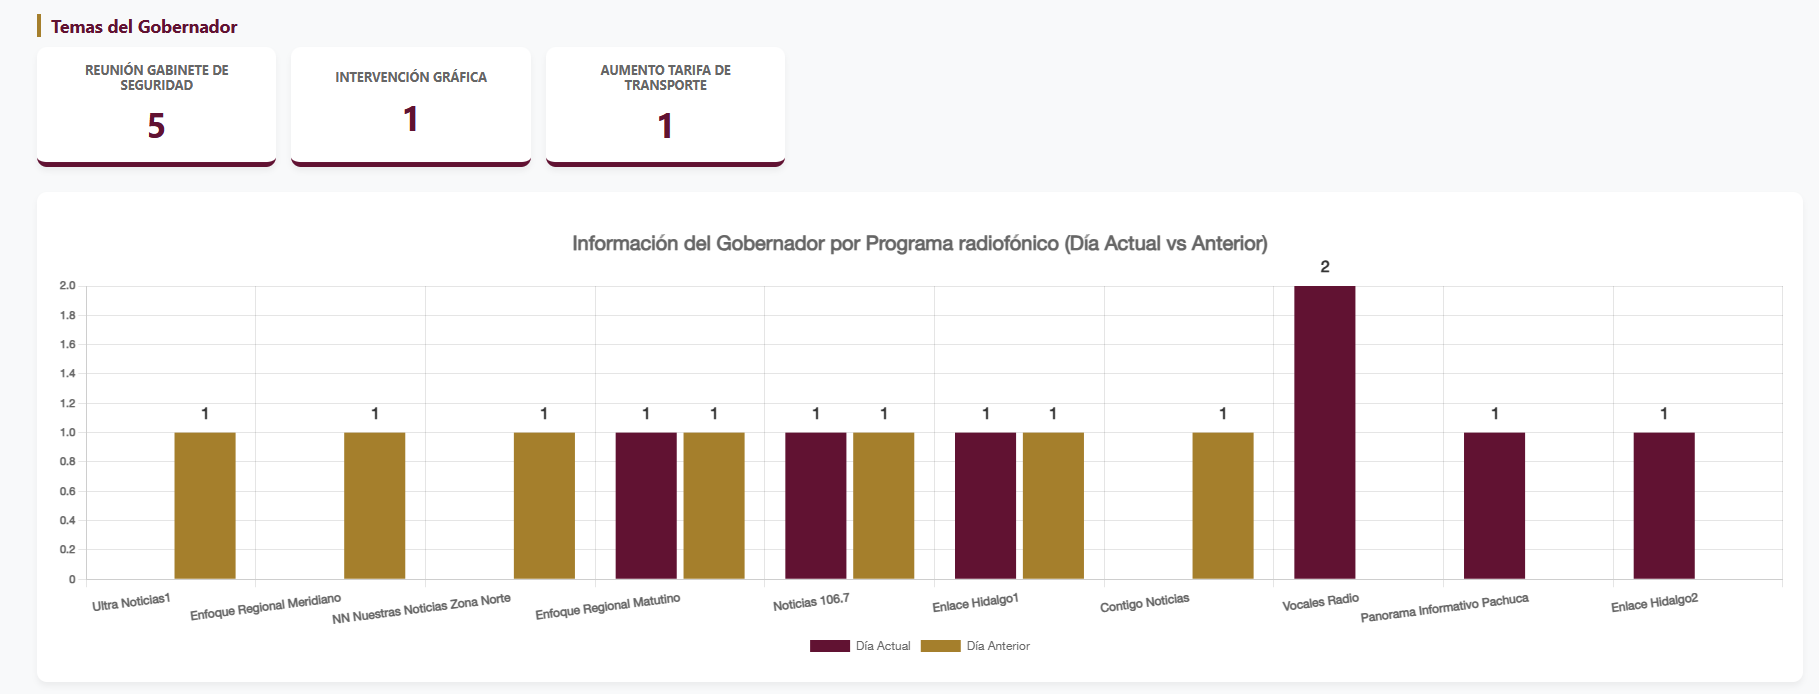 Temas del Gobernador
REUNIÓN GABINETE DE
SEGURIDAD
5
INTERVENCIÓN GRÁFICA
1
AUMENTO TARIFA DE
TRANSPORTE
1
Información del Gobernador por Programa radiofónico (Día Actual vs Anterior)
2.0
1.8
1.6
1.4
1.2
1.0
0.8
0.6
0.4
0.2
0
1
1
1
1
1
1
1
1
1
1
2
1
1
Ultra Noticias1
Enfoque Regional Meridiano
NN Nuestras Noticias Zona Norte
Enfoque Regional Matutino
Noticias 106.7
Enlace Hidalgo1
Contigo Noticias
Vocales Radio
Panorama Informativo Pachuca
Enlace Hidalgo2
Día Actual
Día Anterior